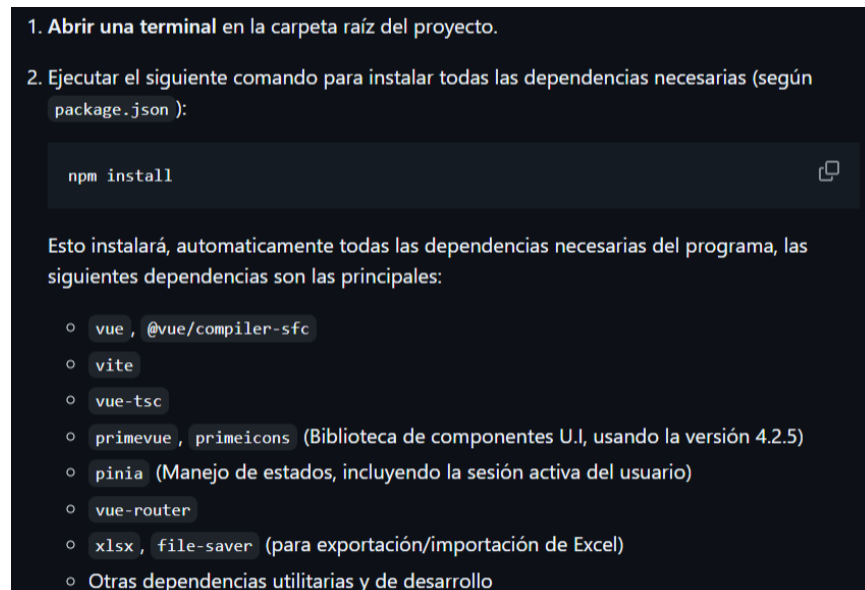 1. Abrir una terminal en la carpeta raíz del proyecto.
2. Ejecutar el siguiente comando para instalar todas las dependencias necesarias (según
package.json ):
npm install
Esto instalará, automaticamente todas las dependencias necesarias del programa, las
siguientes dependencias son las principales:
vue , @vue/compiler-sfc
vite
vue-tsc
primevue , primeicons (Biblioteca de componentes U.I, usando la versión 4.2.5)
pinia (Manejo de estados, incluyendo la sesión activa del usuario)
vue-router
xlsx , file-saver (para exportación/importación de Excel)
Otras dependencias utilitarias y de desarrollo